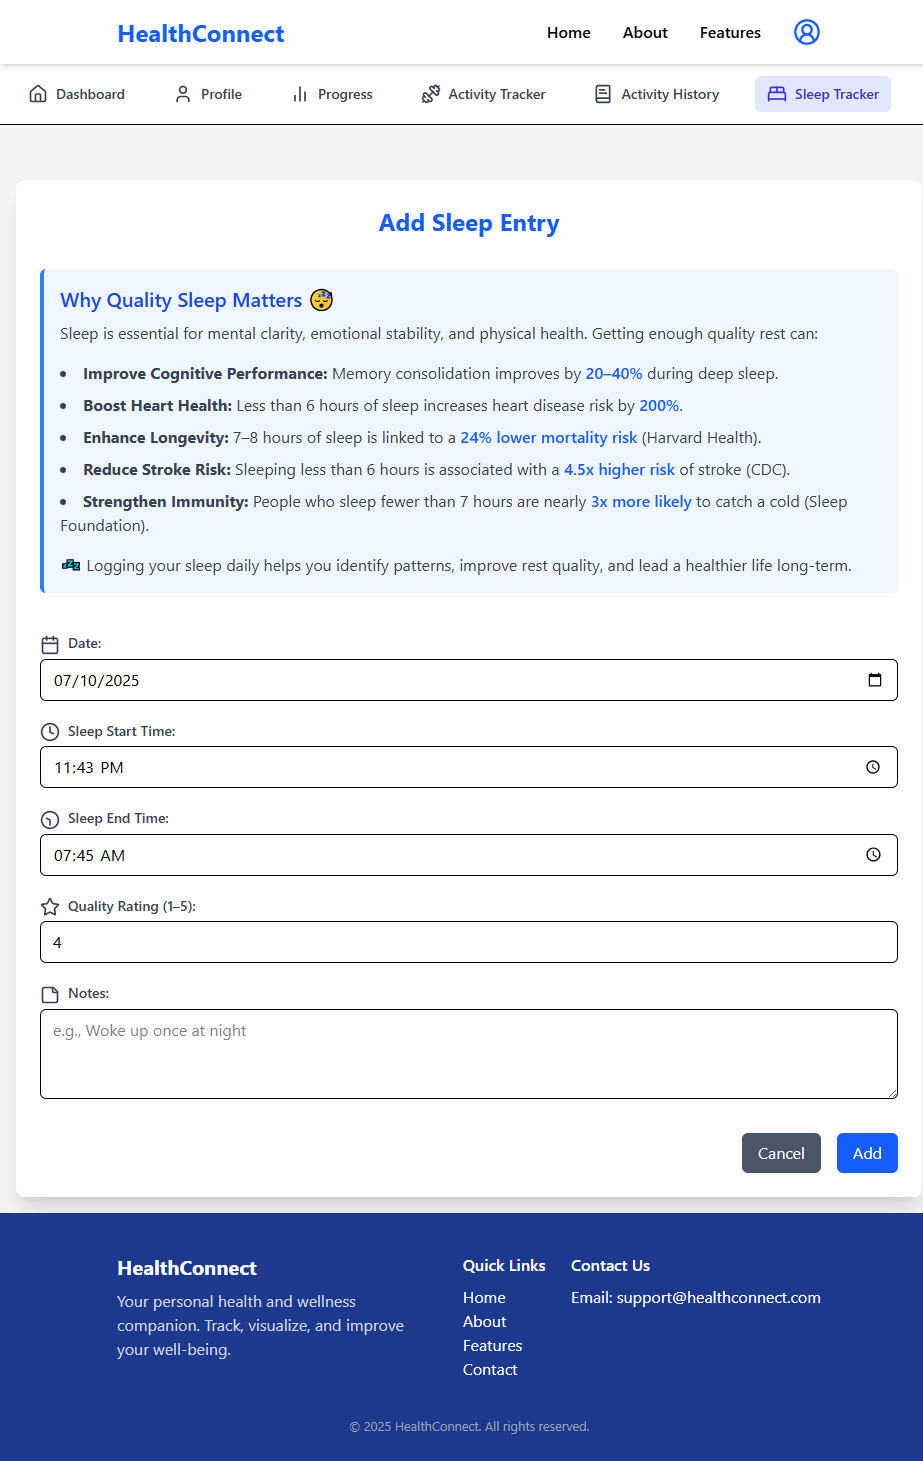 HealthConnect
Home
About
Features
Dashboard
Profile
Progress
Activity Tracker
Activity History
Sleep Tracker
Add Sleep Entry
Why Quality Sleep Matters 😴
Sleep is essential for mental clarity, emotional stability, and physical health. Getting enough quality rest can:
• Improve Cognitive Performance: Memory consolidation improves by 20–40% during deep sleep.
• Boost Heart Health: Less than 6 hours of sleep increases heart disease risk by 200%.
• Enhance Longevity: 7–8 hours of sleep is linked to a 24% lower mortality risk (Harvard Health).
• Reduce Stroke Risk: Sleeping less than 6 hours is associated with a 4.5x higher risk of stroke (CDC).
• Strengthen Immunity: People who sleep fewer than 7 hours are nearly 3x more likely to catch a cold (Sleep
Foundation).
💤 Logging your sleep daily helps you identify patterns, improve rest quality, and lead a healthier life long-term.
Date:
07/10/2025
Sleep Start Time:
11:43 PM
Sleep End Time:
07:45 AM
Quality Rating (1–5):
4
Notes:
e.g., Woke up once at night
Cancel
Add
HealthConnect
Your personal health and wellness
companion. Track, visualize, and improve
your well-being.
Quick Links
Home
About
Features
Contact
Contact Us
Email: support@healthconnect.com
© 2025 HealthConnect. All rights reserved.